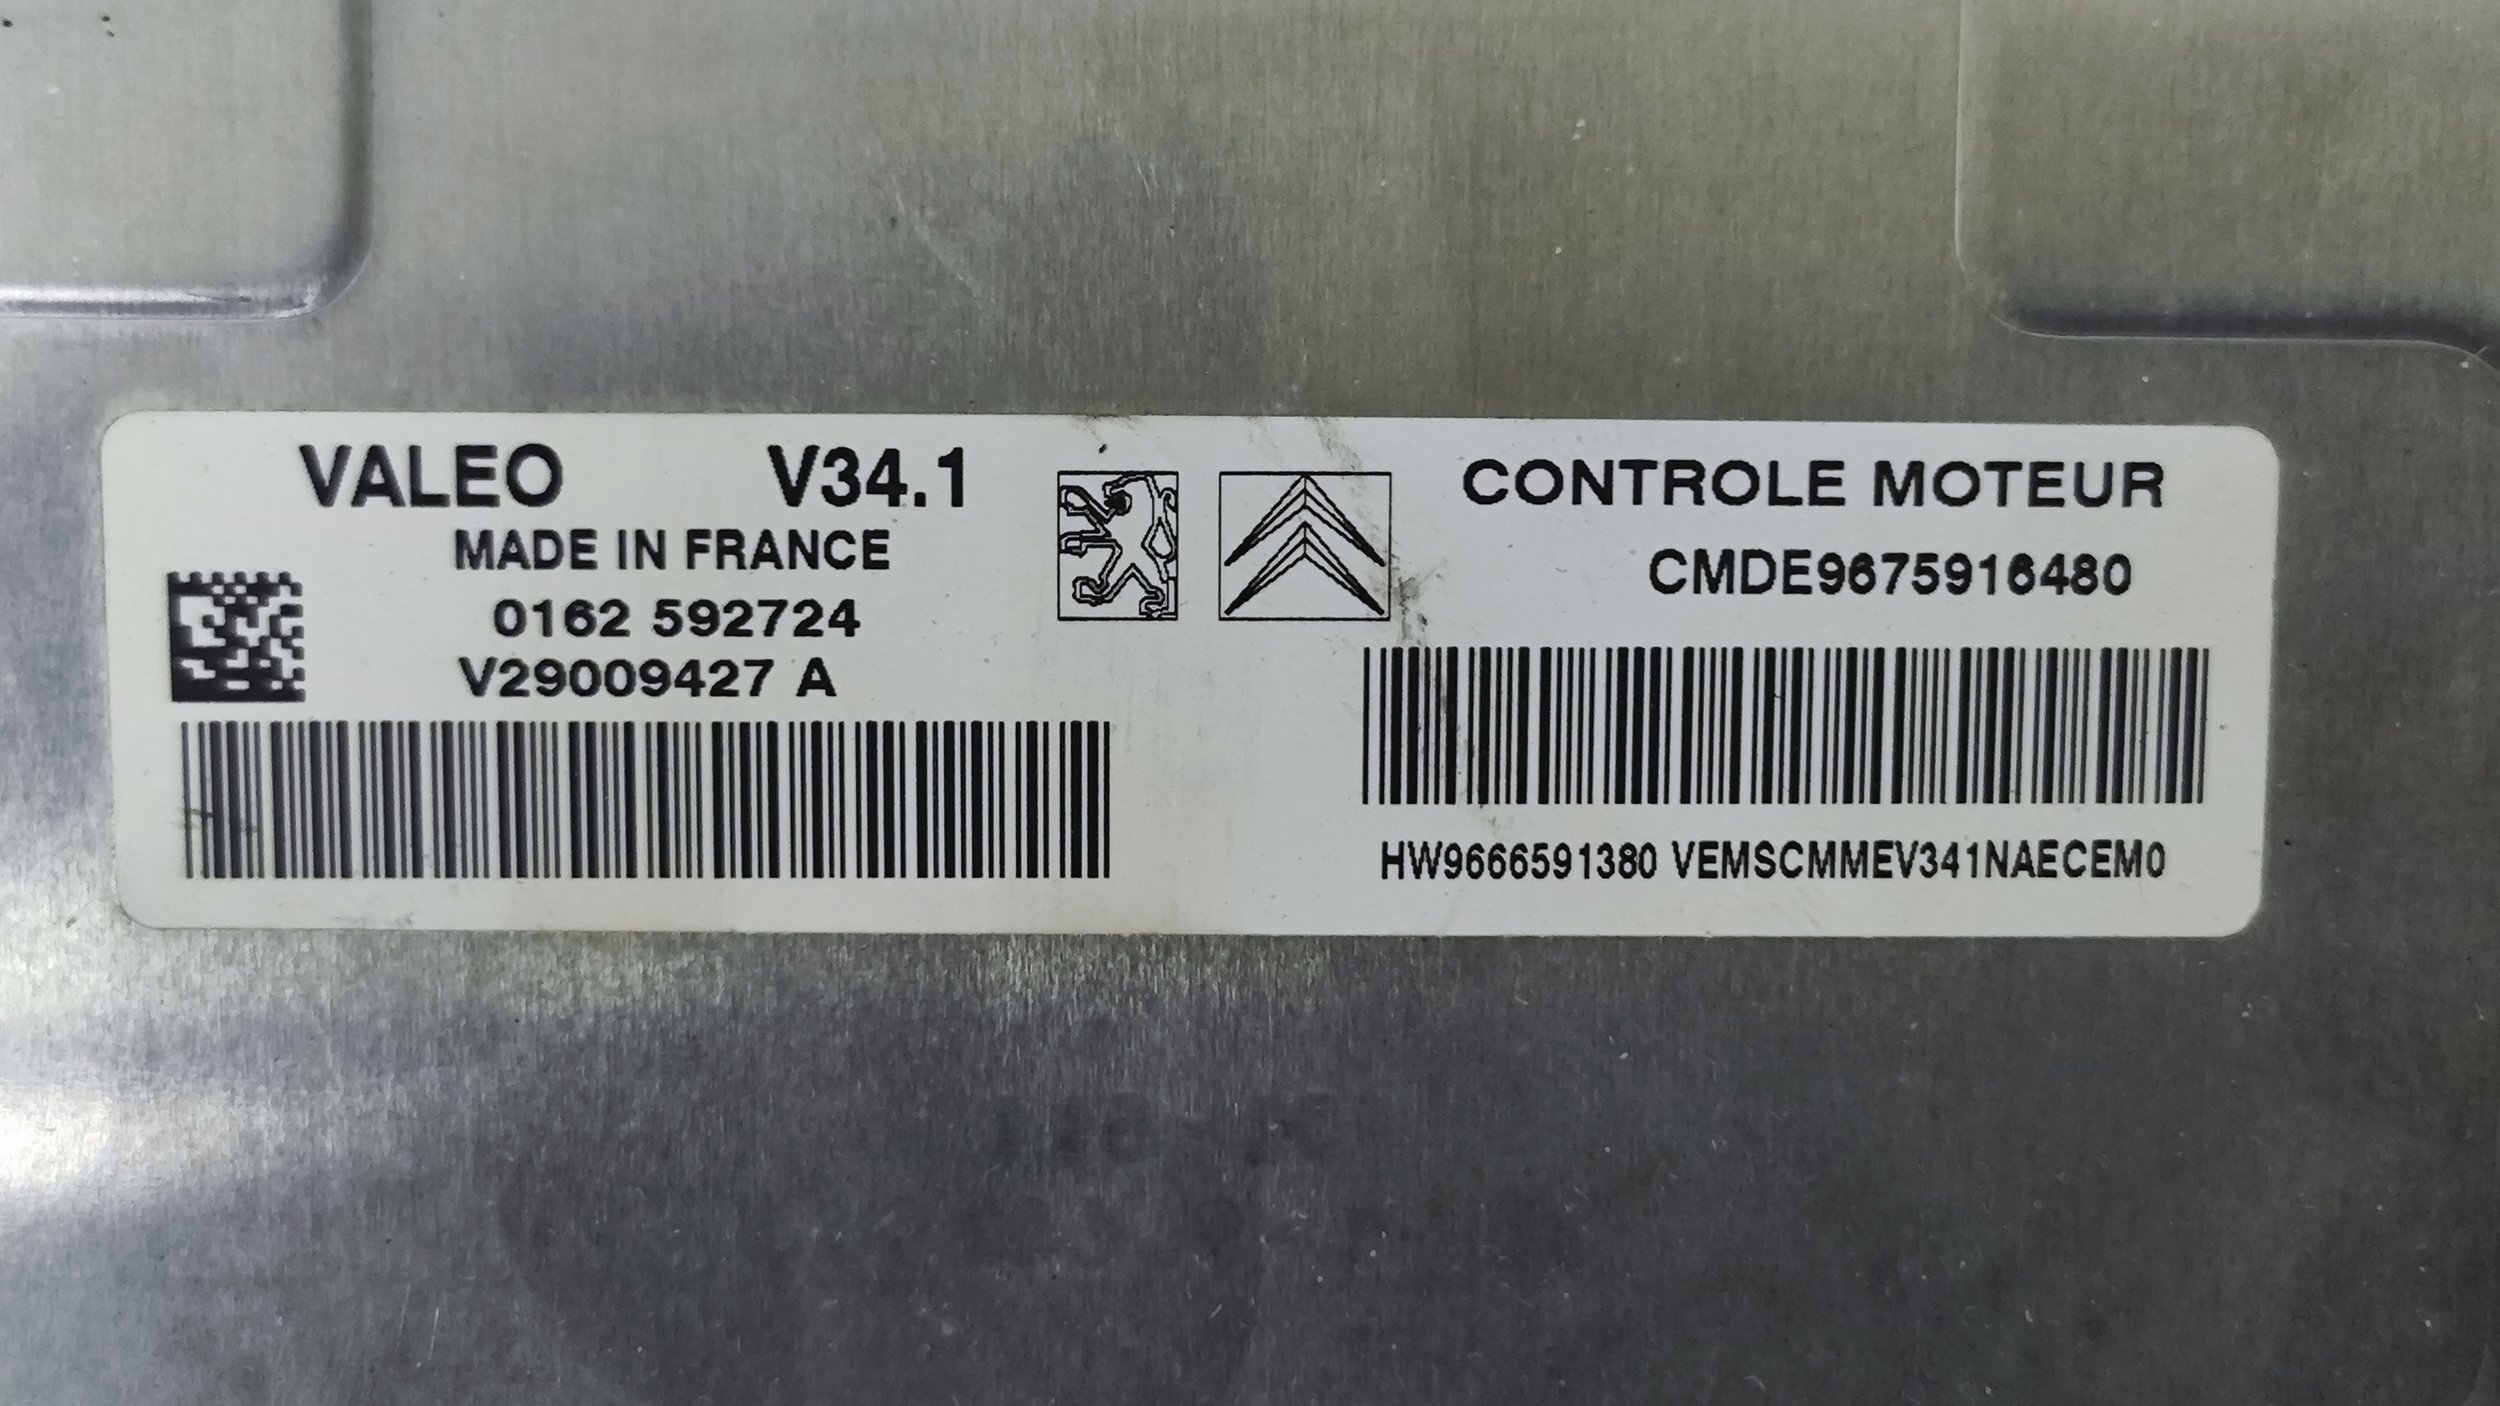 VALEO V34.1
MADE IN FRANCE
0162 592724
V29009427 A
CONTROLE MOTEUR
CMDE9675916480
HW9666591380 VEMSCMMEV341NAECEM0